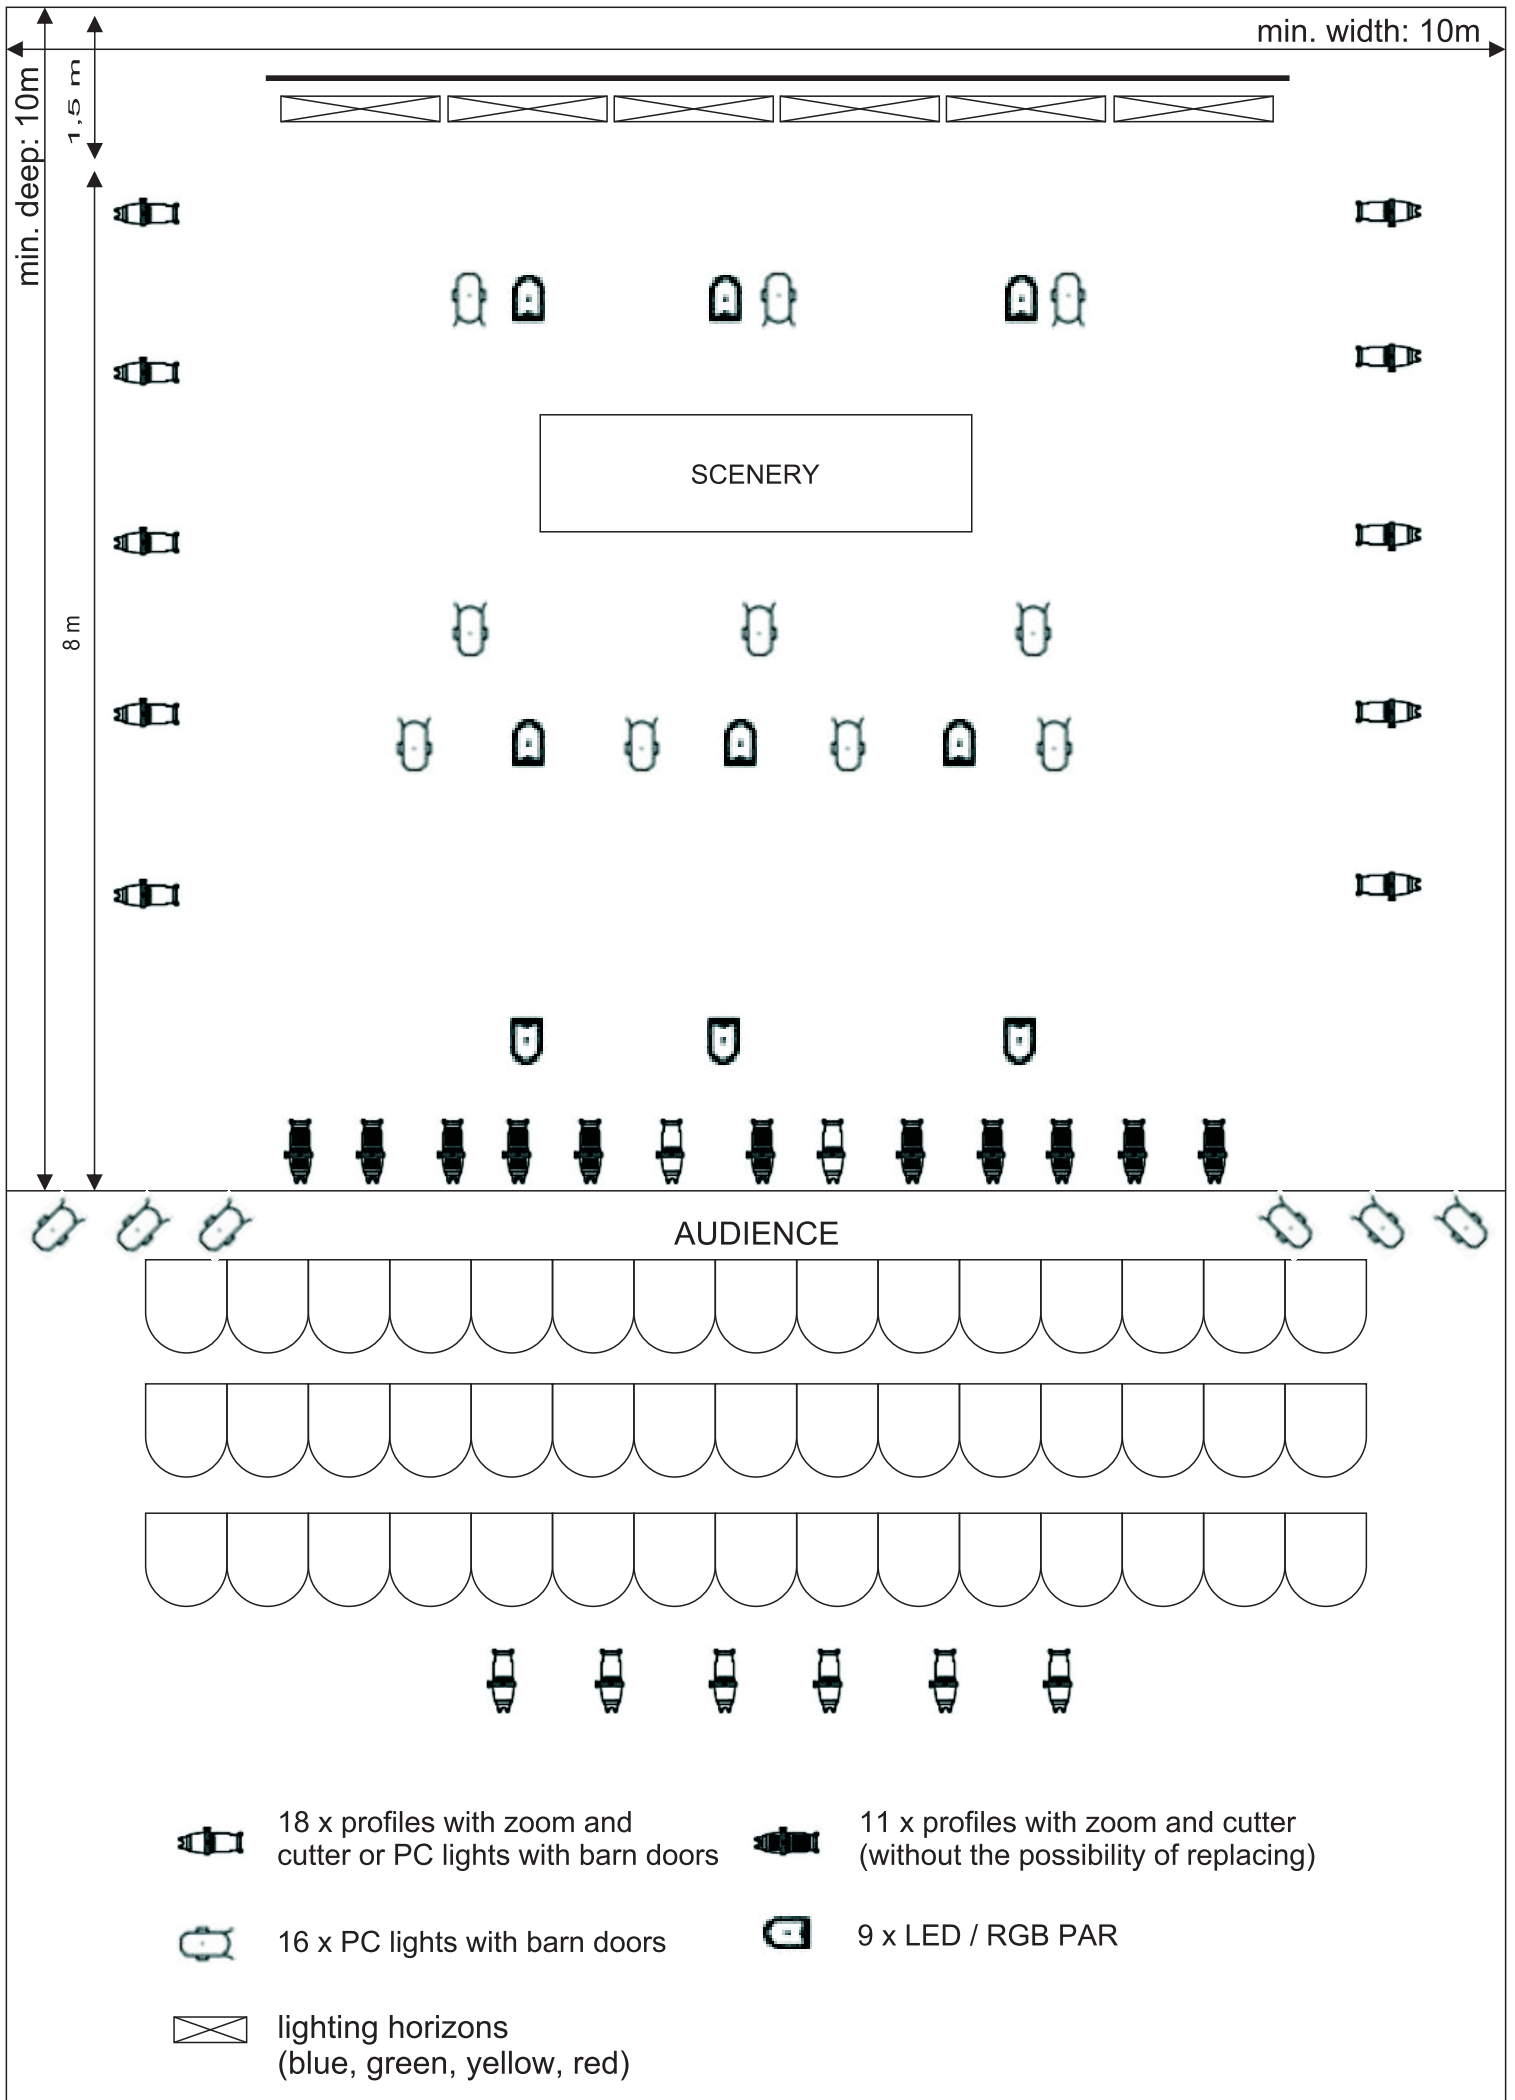 min. width: 10m
min. deep: 10m
1,5 m
SCENERY
8 m
AUDIENCE
18 x profiles with zoom and
cutter or PC lights with barn doors
11 x profiles with zoom and cutter
(without the possibility of replacing)
16 x PC lights with barn doors
9 x LED / RGB PAR
lighting horizons
(blue, green, yellow, red)